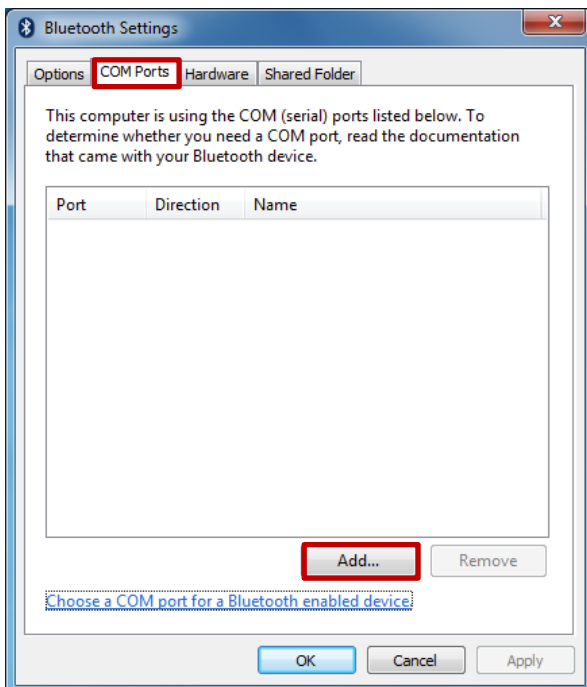 Bluetooth Settings
x
Options COM Ports Hardware Shared Folder
This computer is using the COM (serial) ports listed below. To
determine whether you need a COM port, read the documentation
that came with your Bluetooth device.
Port Direction Name
Add... Remove
Choose a COM port for a Bluetooth enabled device.
OK Cancel Apply